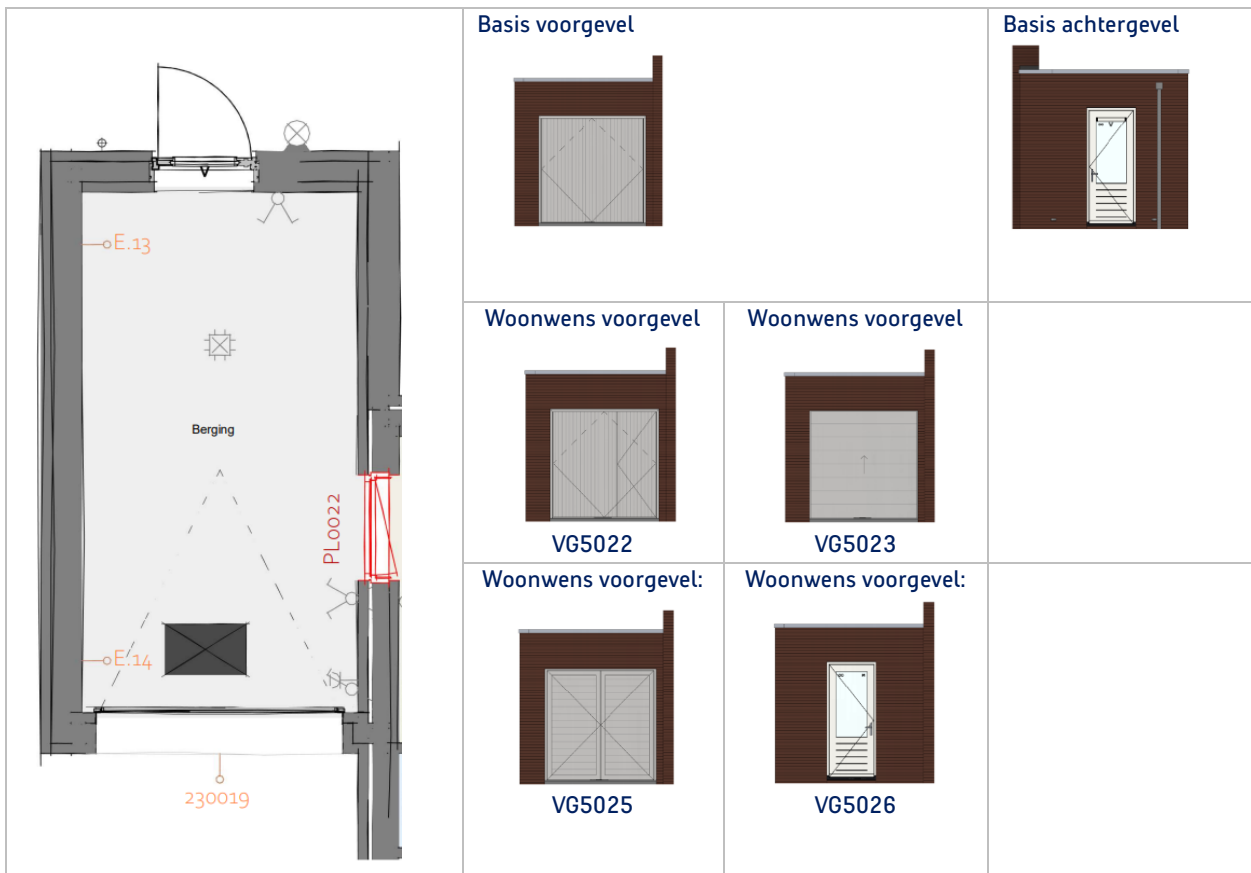 E.13
Berging
PL0022
E.14
230019
Basis voorgevel
Basis achtergevel
Woonwens voorgevel
VG5022
Woonwens voorgevel
VG5023
Woonwens voorgevel:
VG5025
Woonwens voorgevel:
VG5026